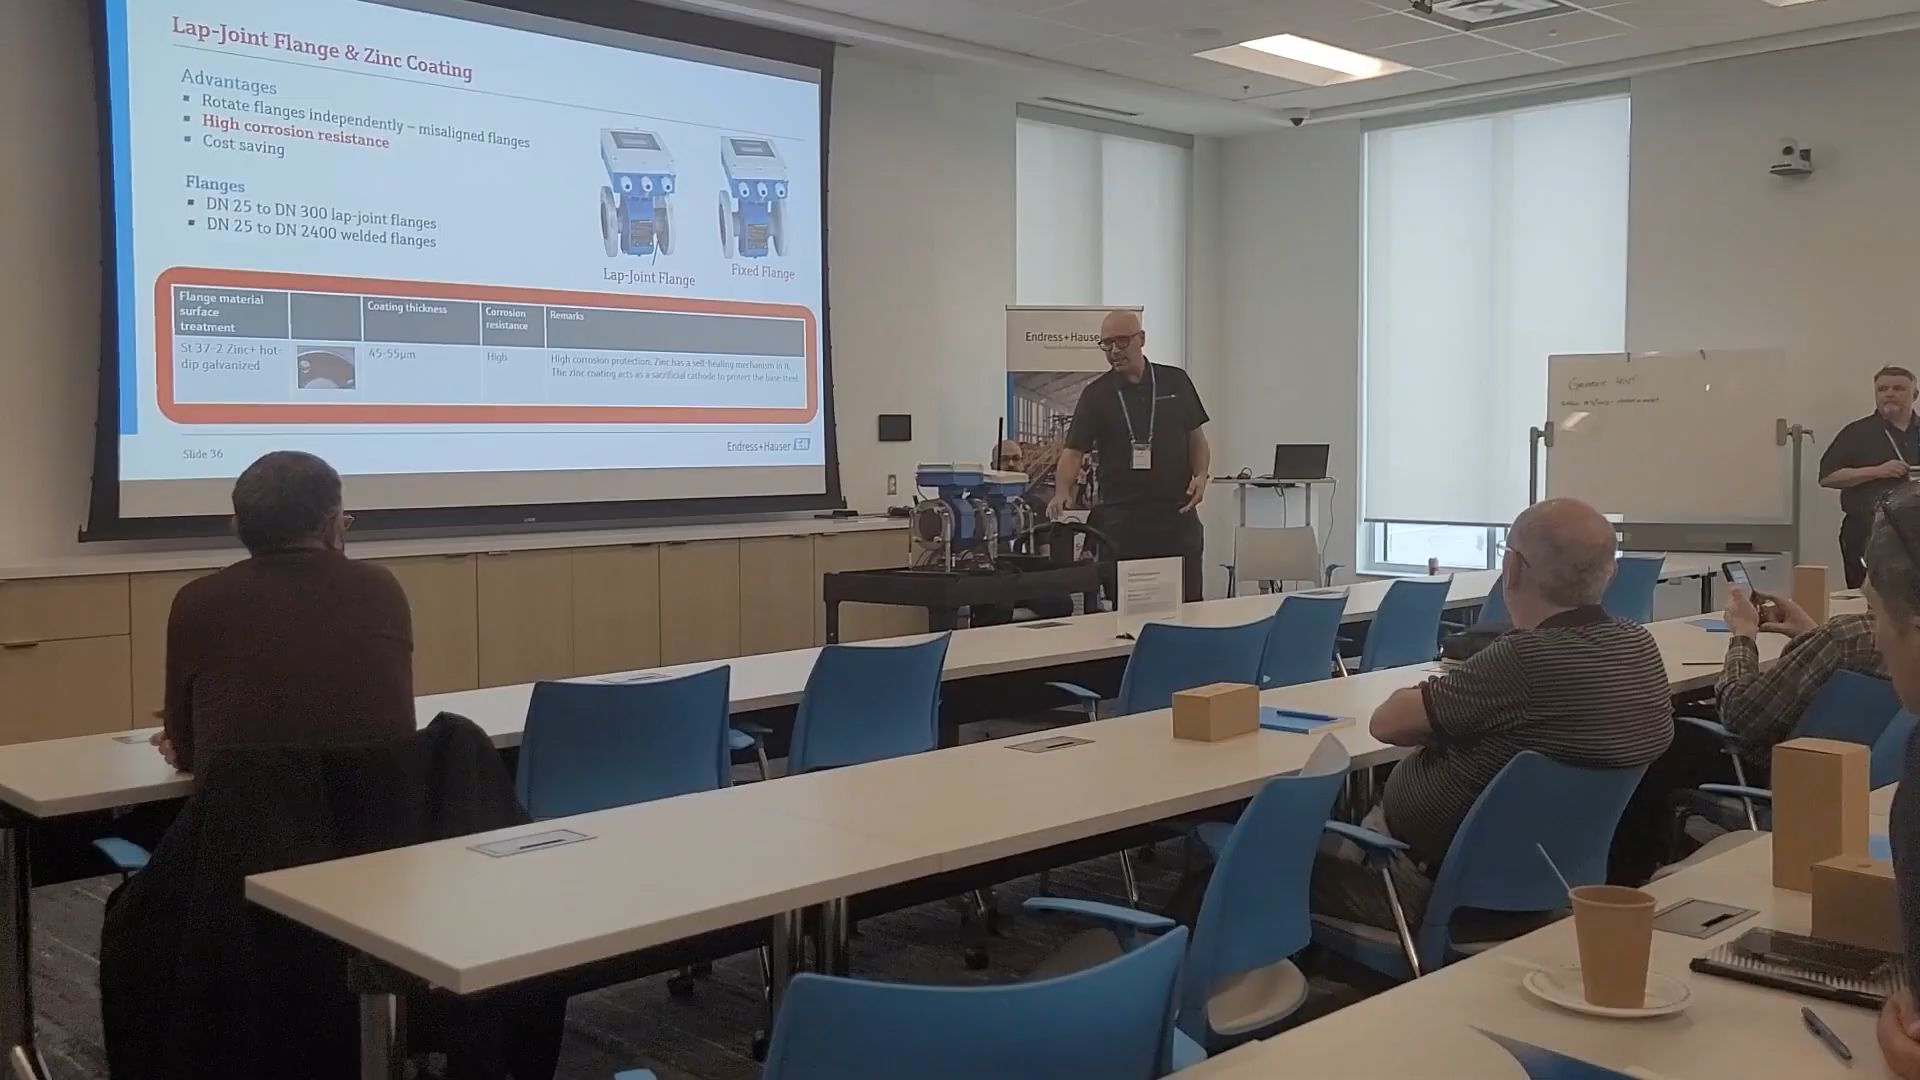 Lap-Joint Flange & Zinc Coating
Advantages
▪ Rotate flanges independently – misaligned flanges
▪ High corrosion resistance
▪ Cost saving
Flanges
▪ DN 25 to DN 300 lap-joint flanges
▪ DN 25 to DN 2400 welded flanges
Lap-Joint Flange
Fixed Flange
Flange material
surface
treatment
Coating thickness
Corrosion
resistance
Remarks
St 37-2 Zinc+ hot-
dip galvanized
45-55µm
High
High corrosion protection. Zinc has a self-healing mechanism in it.
The zinc coating acts as a sacrificial cathode to protect the base steel
Slide 36
Endress+Hauser
Endress+Hause